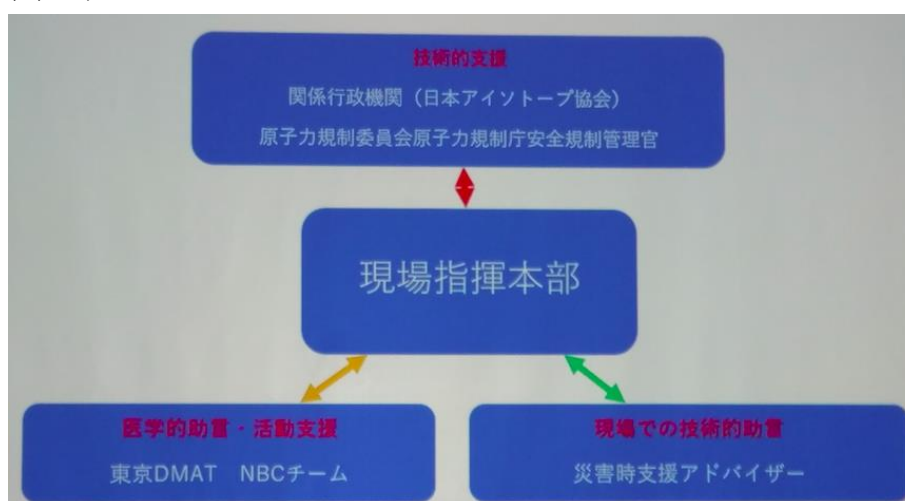 技術的支援
関係行政機関（日本アイソトープ協会）
原子力規制委員会原子力規制庁安全規制管理官
現場指揮本部
医学的助言・活動支援
東京DMAT　NBCチーム
現場での技術的助言
災害時支援アドバイザー